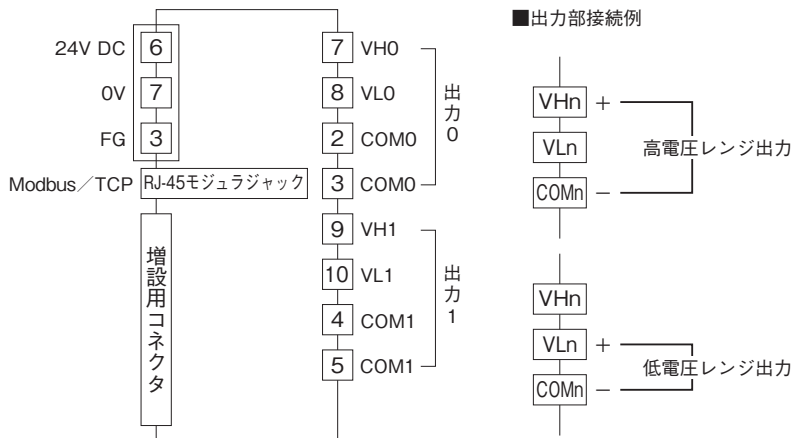 ■出力部接続例
24V DC 6
0V 7
FG 3
Modbus／TCP RJ-45モジュラジャック
増設用コネクタ
7 VH0
8 VL0
2 COM0
3 COM0
出力0
9 VH1
10 VL1
4 COM1
5 COM1
出力1
VHn +
VLn
COMn −
高電圧レンジ出力
VHn
VLn +
COMn −
低電圧レンジ出力